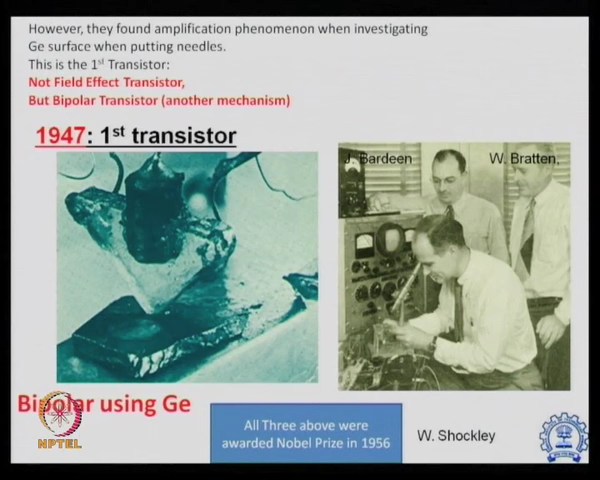 However, they found amplification phenomenon when investigating
Ge surface when putting needles.
This is the 1st Transistor:
Not Field Effect Transistor,
But Bipolar Transistor (another mechanism)
1947: 1st transistor
J. Bardeen
W. Bratten,
Bipolar using Ge
NPTEL
All Three above were
awarded Nobel Prize in 1956
W. Shockley